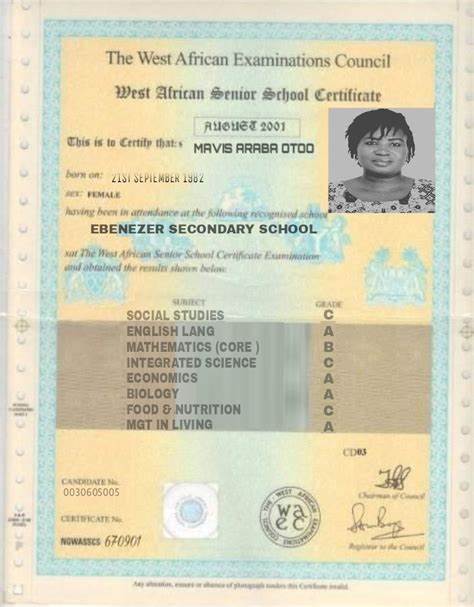 The West African Examinations Council
West African Senior School Certificate
AUGUST 2001
This is to Certify that:
MAVIS ARABA OTOO
born on: 21ST SEPTEMBER 1982
SEX: FEMALE
having been in attendance at the following recognised school
EBENEZER SECONDARY SCHOOL
sat The West African Senior School Certificate Examination
and obtained the results shown below.
SUBJECT GRADE
SOCIAL STUDIES C
ENGLISH LANG A
MATHEMATICS (CORE ) B
INTEGRATED SCIENCE C
ECONOMICS A
BIOLOGY A
FOOD & NUTRITION C
MGT IN LIVING A
CD03
CANDIDATE No.
0030605005
Chairman of Council
CERTIFICATE No.
NGWASSCS 670901
THE WEST AFRICAN EXAMINATIONS COUNCIL
wa
sc
Registrar to the Council
Any alteration, erasure or absence of photograph renders this Certificate invalid.